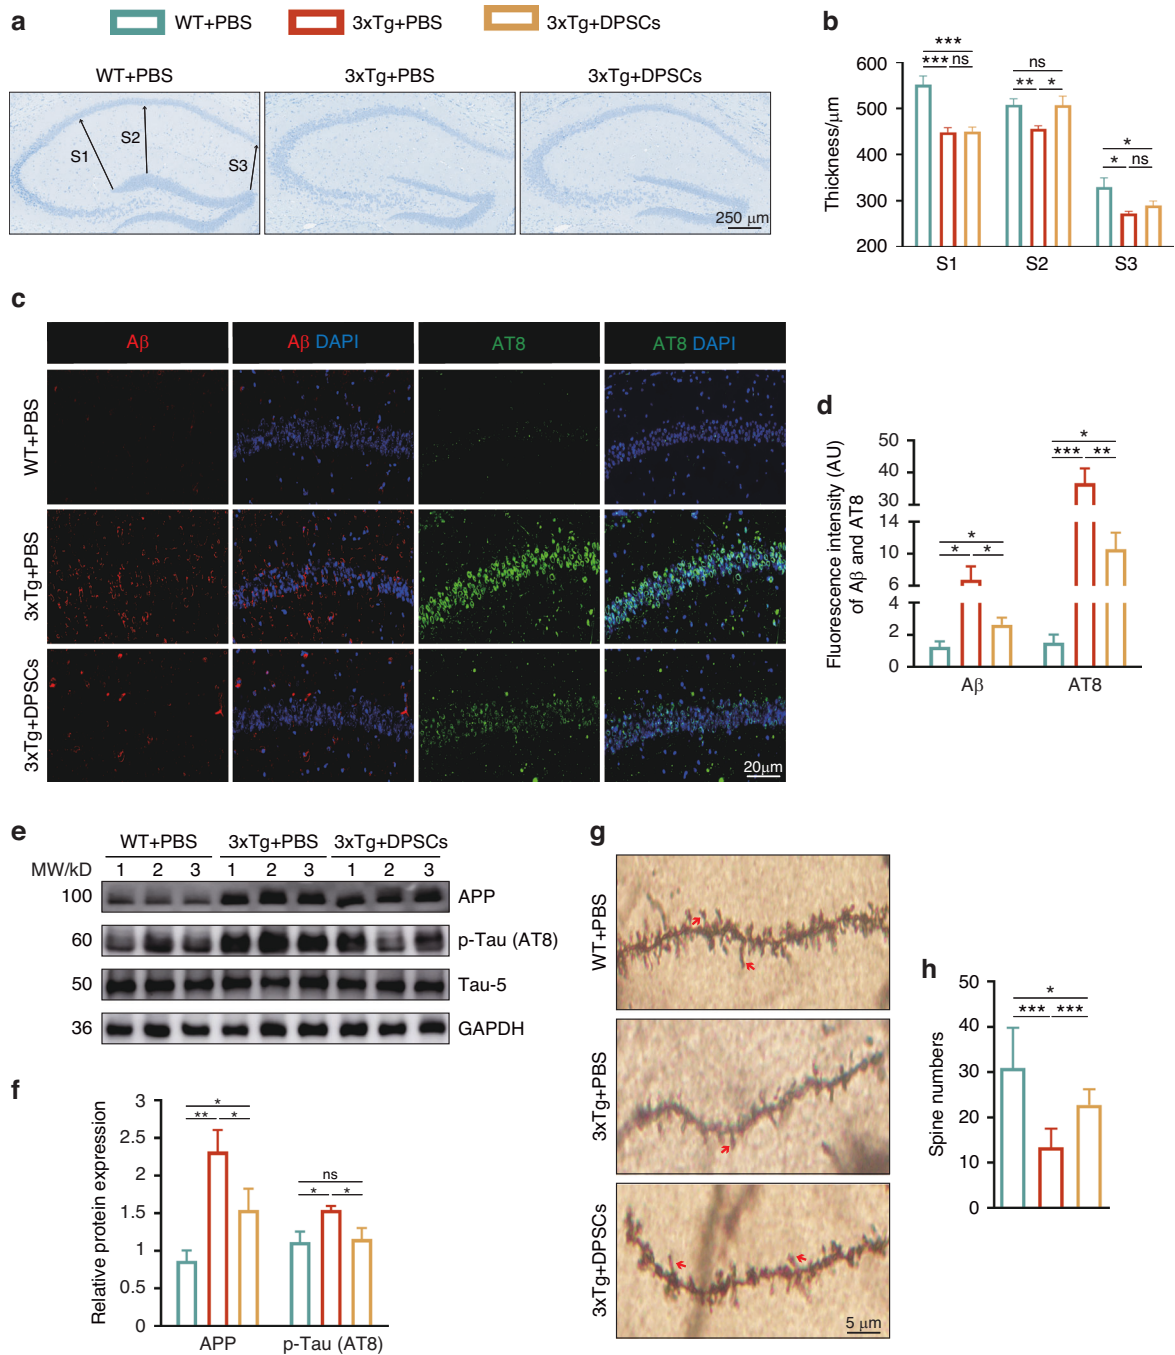 a
WT+PBS 3xTg+PBS 3xTg+DPSCs
WT+PBS 3xTg+PBS 3xTg+DPSCs
S1 S2 S3
250 μm
b
*** ns
*** ns ** * *
* ns
Thickness/μm
600
500
400
300
200
S1 S2 S3
c
Aβ Aβ DAPI AT8 AT8 DAPI
WT+PBS
3xTg+PBS
3xTg+DPSCs
20μm
d
Fluorescence intensity (AU)
of Aβ and AT8
50
40
30
14
10
6
4
2
0
*
*** **
*
* *
Aβ AT8
e
WT+PBS 3xTg+PBS 3xTg+DPSCs
MW/kD 1 2 3 1 2 3 1 2 3
100 APP
60 p-Tau (AT8)
50 Tau-5
36 GAPDH
f
Relative protein expression
3
2.5
2
1.5
1
0.5
0
*
** *
ns
* *
APP p-Tau (AT8)
g
WT+PBS
3xTg+PBS
3xTg+DPSCs
5 μm
h
Spine numbers
50
40
30
20
10
0
*
*** ***